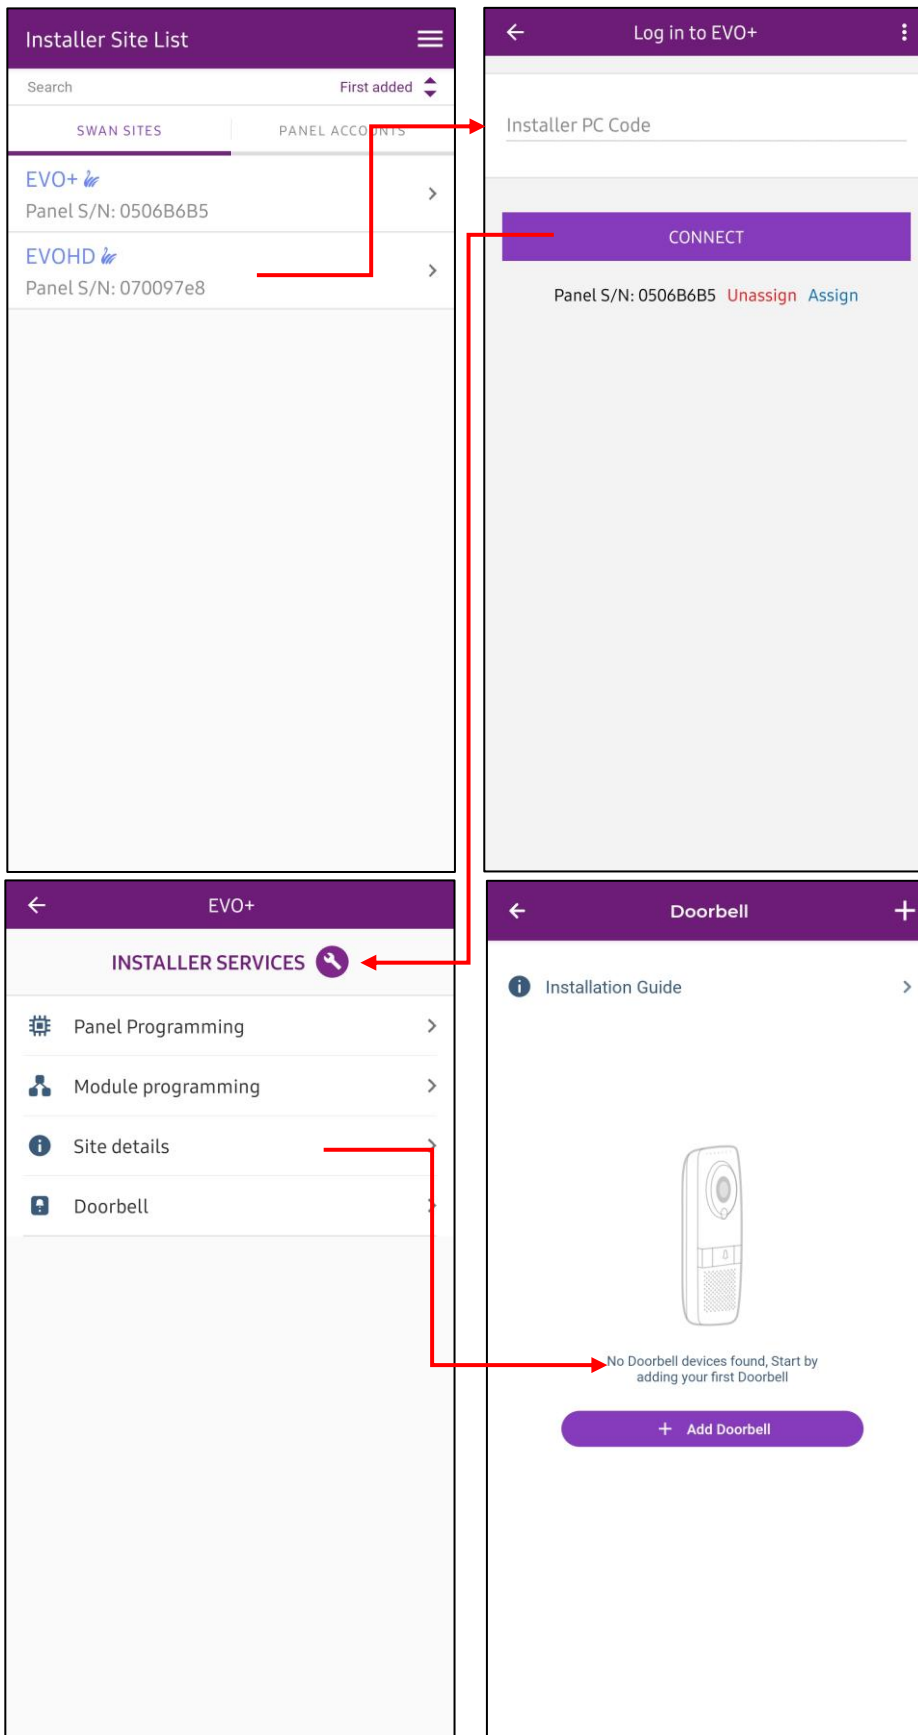 Installer Site List
Search First added
SWAN SITES PANEL ACCOUNTS
EVO+
Panel S/N: 0506B6B5
EVOHD
Panel S/N: 070097e8
Log in to EVO+
Installer PC Code
CONNECT
Panel S/N: 0506B6B5 Unassign Assign
EVO+
INSTALLER SERVICES
Panel Programming
Module programming
Site details
Doorbell
Doorbell
Installation Guide
No Doorbell devices found, Start by
adding your first Doorbell
+ Add Doorbell